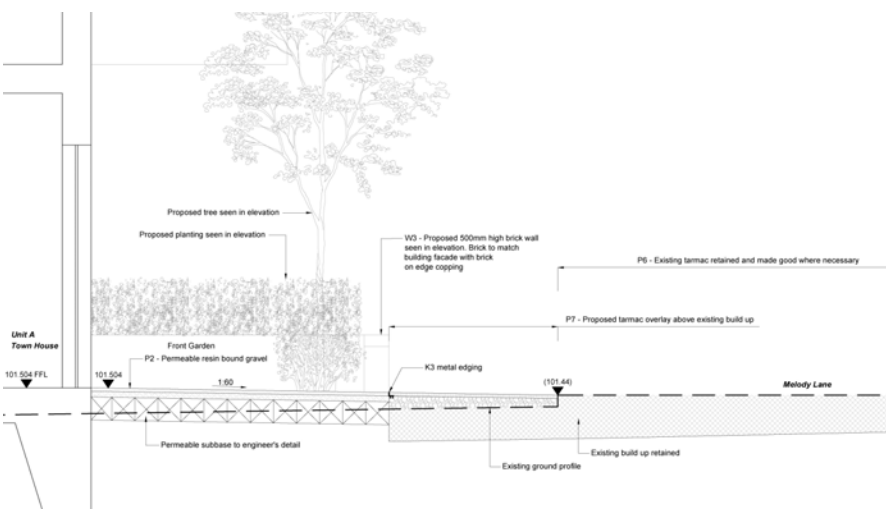 Proposed tree seen in elevation
Proposed planting seen in elevation
W3 - Proposed 500mm high brick wall
seen in elevation. Brick to match
building facade with brick
on edge copping
P6 - Existing tarmac retained and made good where necessary
P7 - Proposed tarmac overlay above existing build up
Unit A
Town House
Front Garden
P2 - Permeable resin bound gravel
K3 metal edging
101.504 FFL
101.504
1:60
(101.44)
Melody Lane
Permeable subbase to engineer's detail
Existing build up retained
Existing ground profile